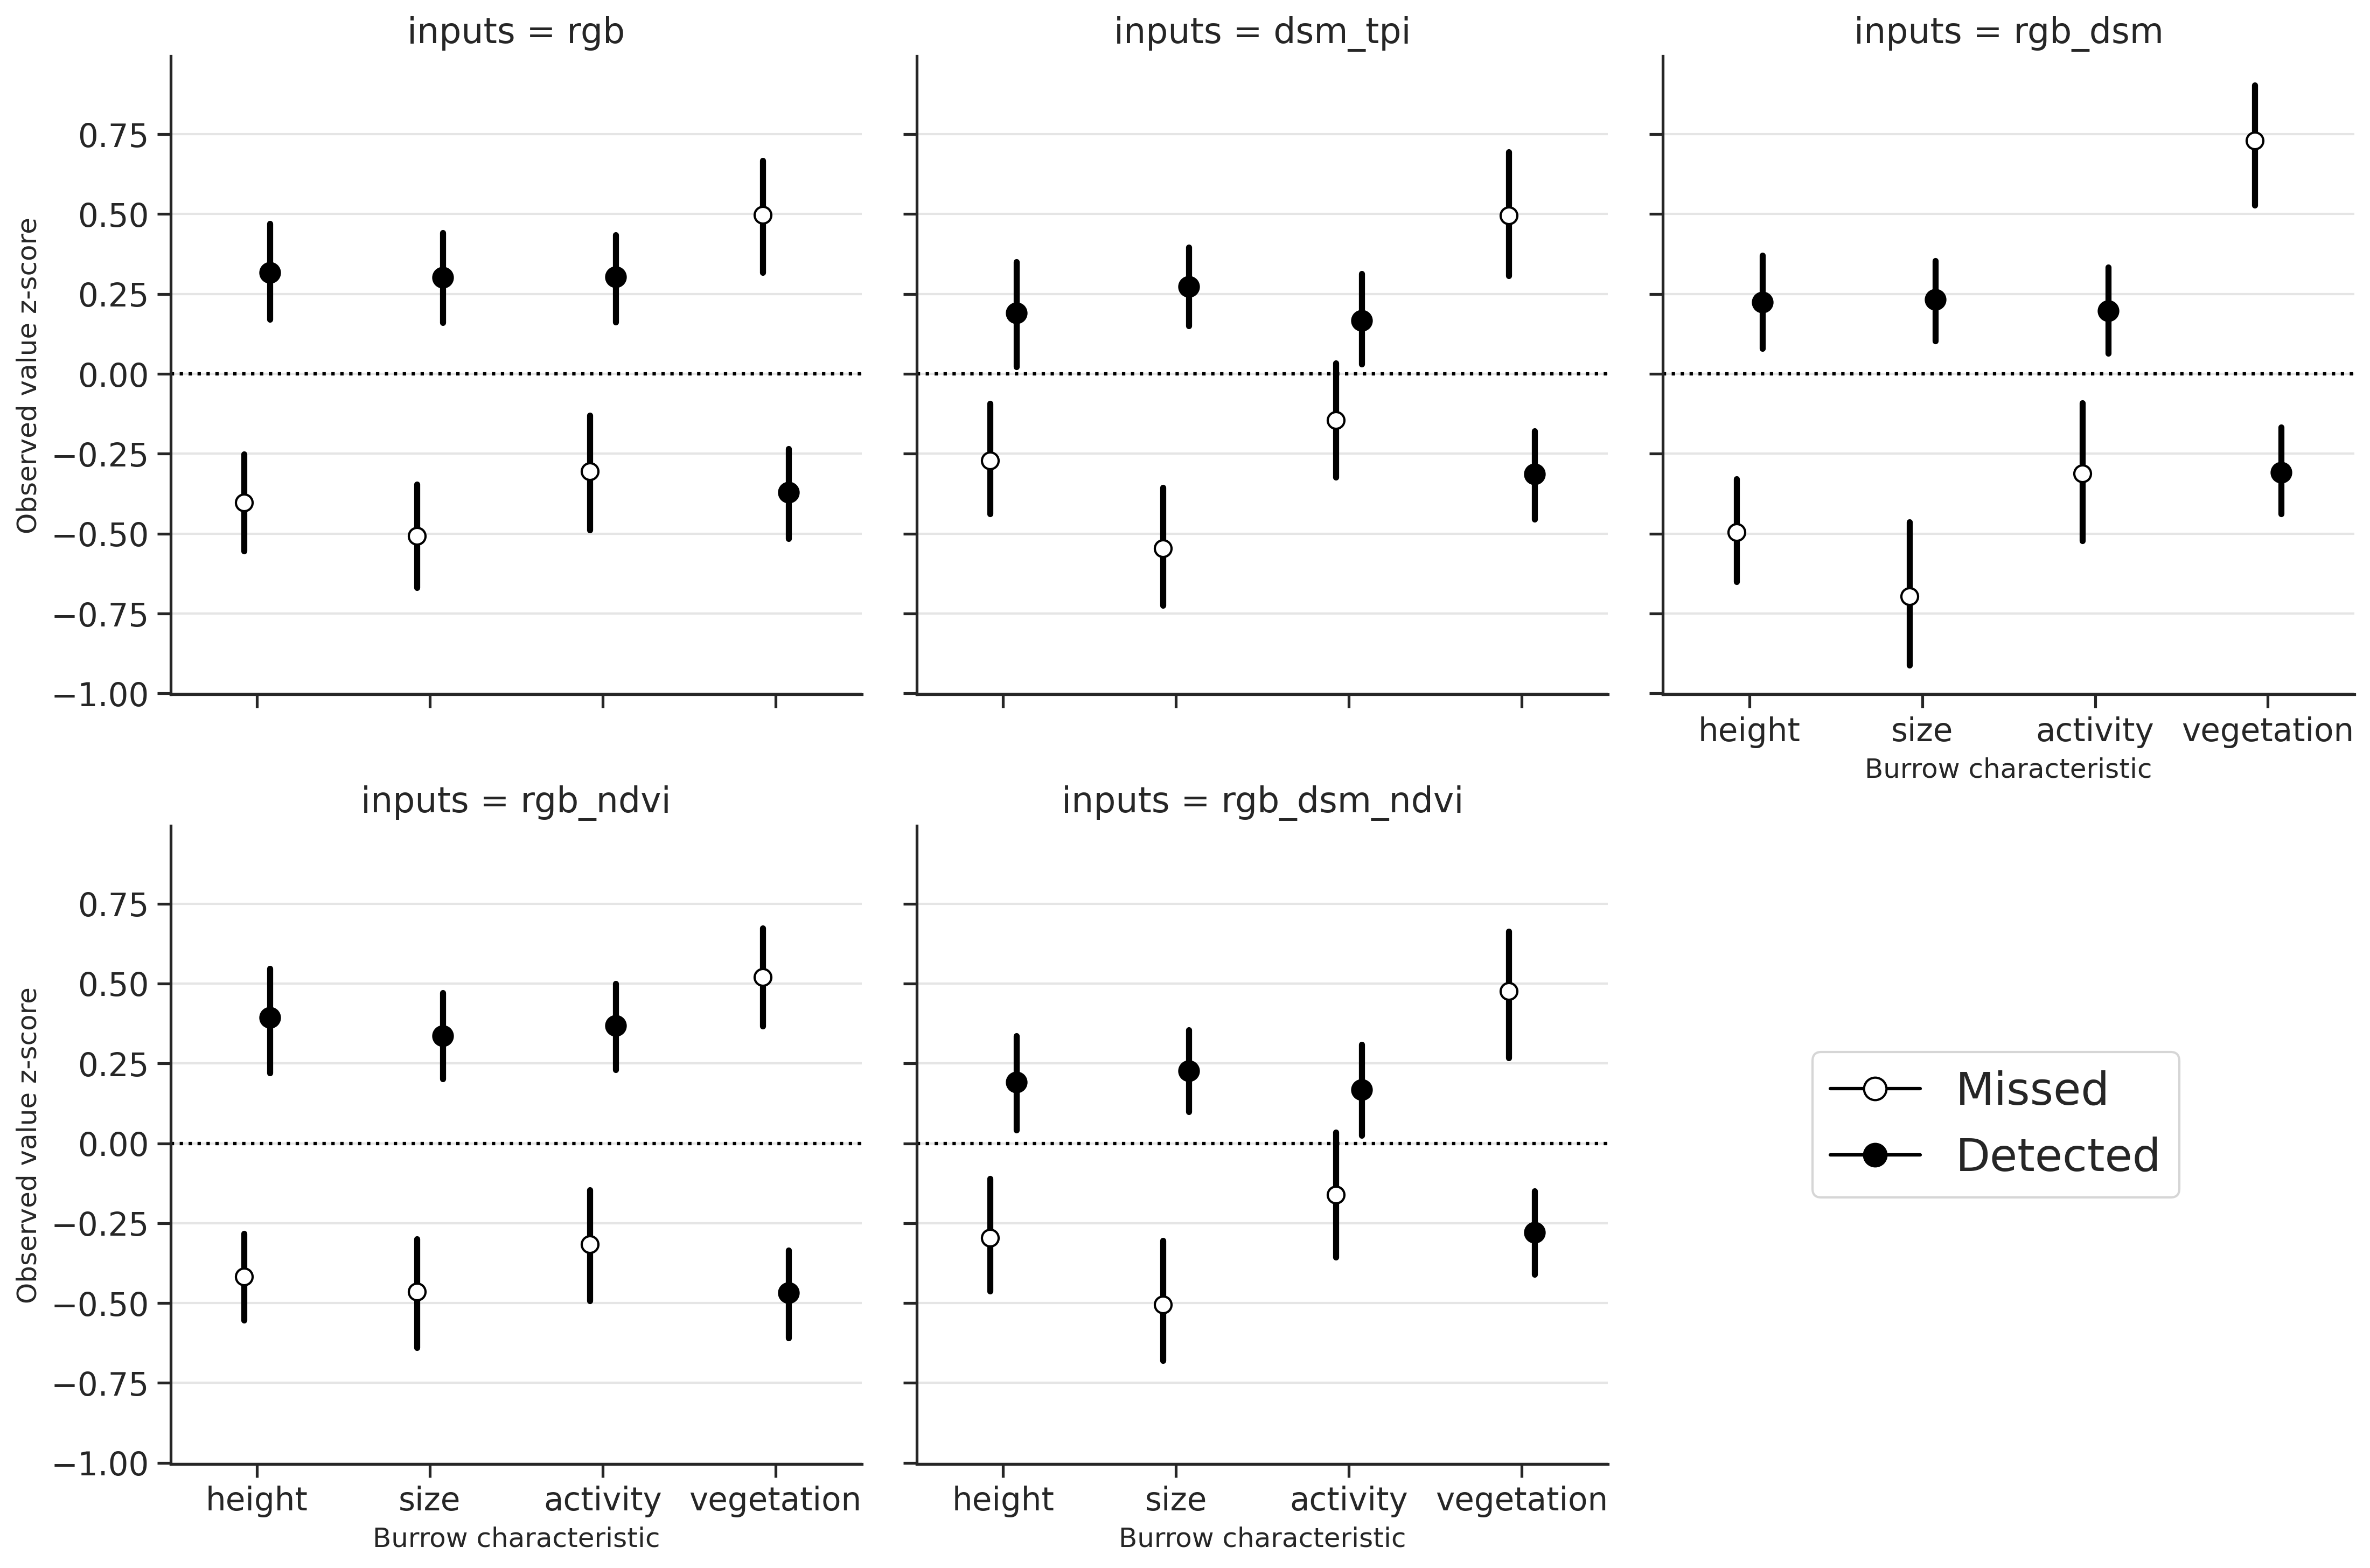 inputs = rgb
inputs = dsm_tpi
inputs = rgb_dsm
Observed value z-score
0.75
0.50
0.25
0.00
−0.25
−0.50
−0.75
−1.00
height size activity vegetation
Burrow characteristic
inputs = rgb_ndvi
inputs = rgb_dsm_ndvi
Observed value z-score
0.75
0.50
0.25
0.00
−0.25
−0.50
−0.75
−1.00
height size activity vegetation
Burrow characteristic
height size activity vegetation
Burrow characteristic
Missed
Detected